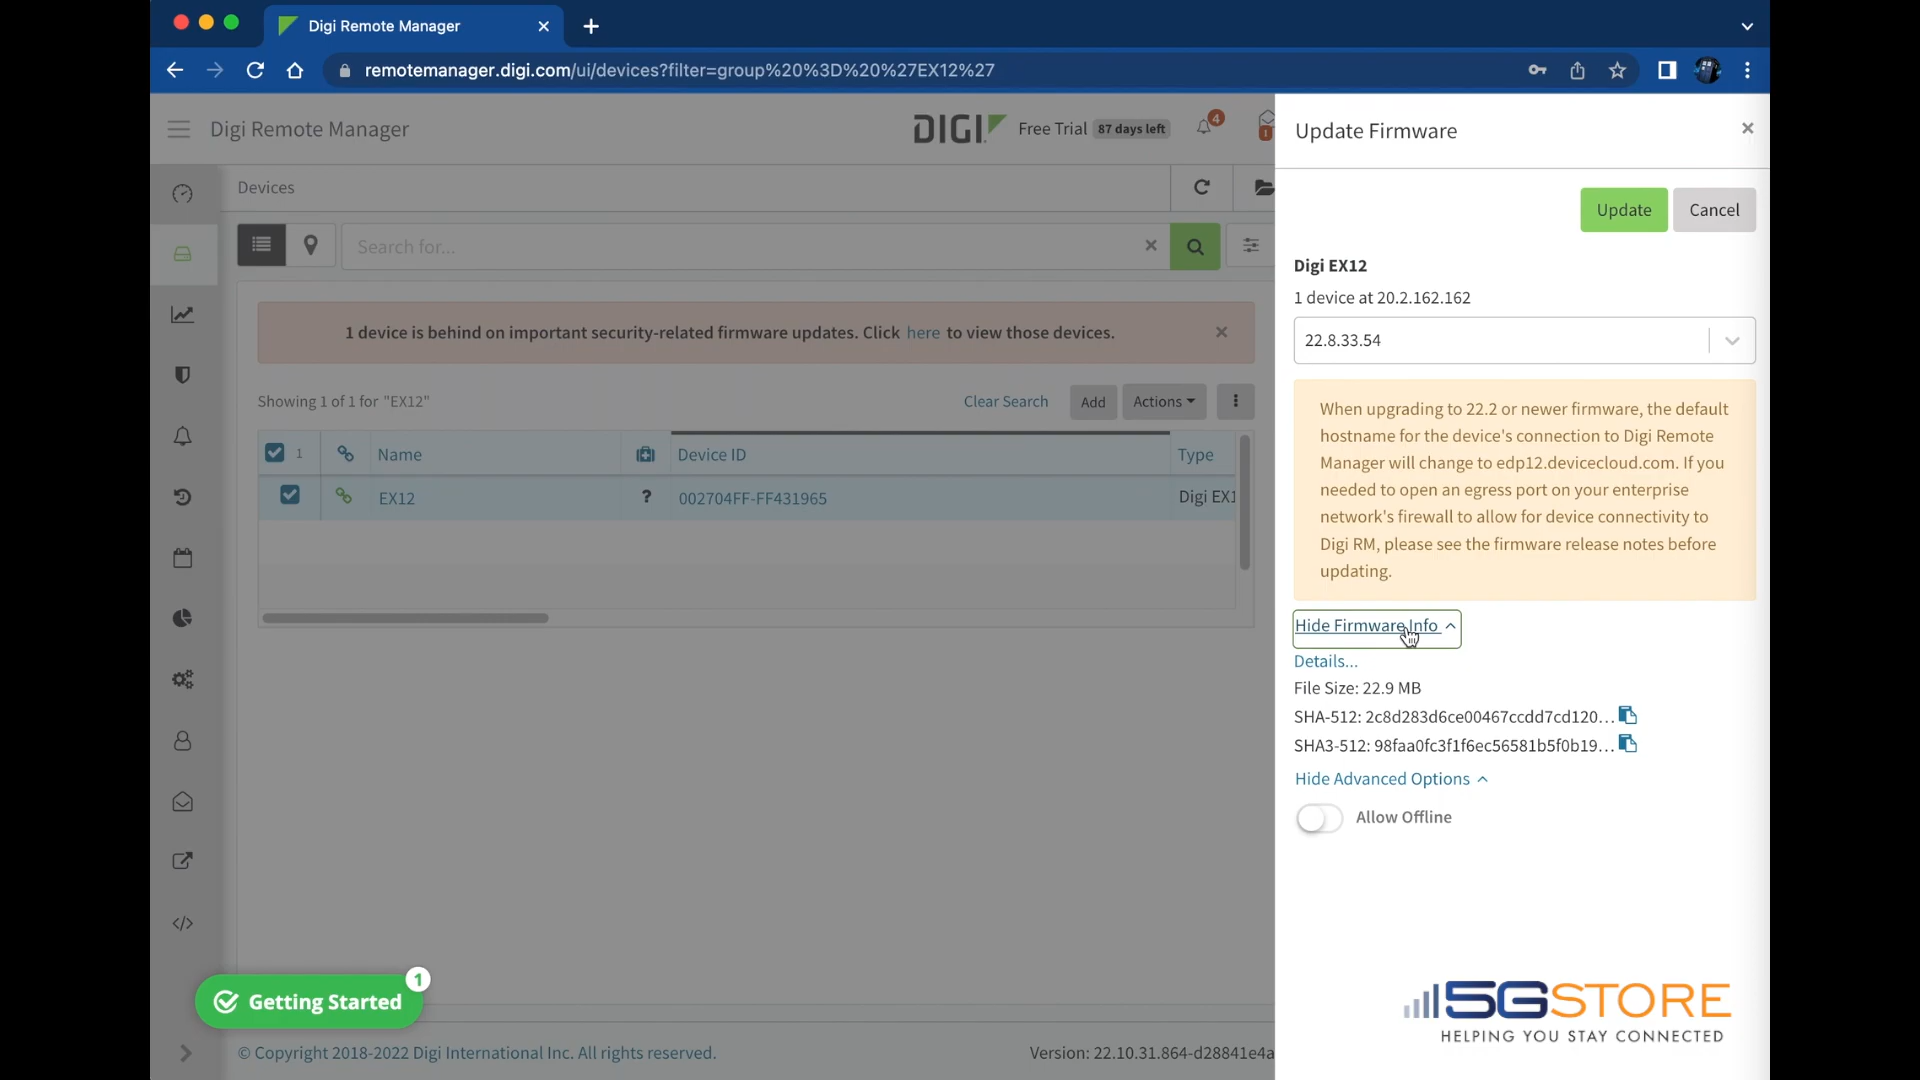 Digi Remote Manager
remotemanager.digi.com/ui/devices?filter=group%20%3D%20%27EX12%27
Digi Remote Manager
DIGI
Free Trial 87 days left
4
1
Update Firmware
Devices
Update
Cancel
Search for...
Digi EX12
1 device at 20.2.162.162
22.8.33.54
1 device is behind on important security-related firmware updates. Click here to view those devices.
Showing 1 of 1 for "EX12"
Clear Search
Add
Actions
1
Name
Device ID
Type
EX12
?
002704FF-FF431965
Digi EX1
When upgrading to 22.2 or newer firmware, the default
hostname for the device's connection to Digi Remote
Manager will change to edp12.devicecloud.com. If you
needed to open an egress port on your enterprise
network's firewall to allow for device connectivity to
Digi RM, please see the firmware release notes before
updating.
Hide Firmware Info
Details...
File Size: 22.9 MB
SHA-512: 2c8d283d6ce00467ccdd7cd120...
SHA3-512: 98faa0fc3f1f6ec56581b5f0b19...
Hide Advanced Options
Allow Offline
Getting Started
1
5GSTORE
HELPING YOU STAY CONNECTED
© Copyright 2018-2022 Digi International Inc. All rights reserved.
Version: 22.10.31.864-d28841e4a